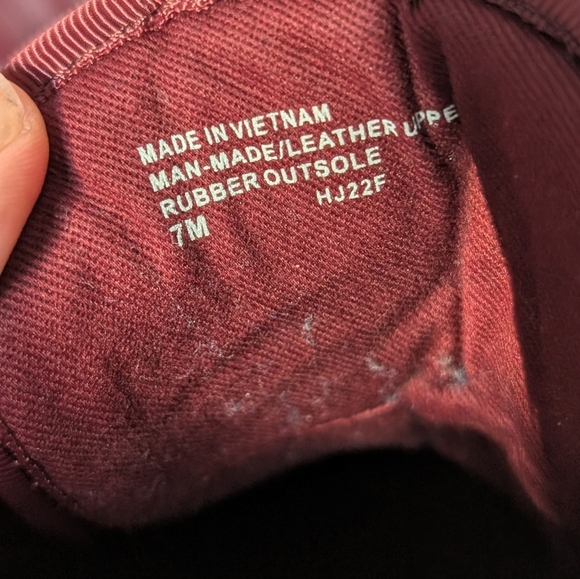 MADE IN VIETNAM
MAN-MADE/LEATHER UPPE
RUBBER OUTSOLE
7M HJ22F